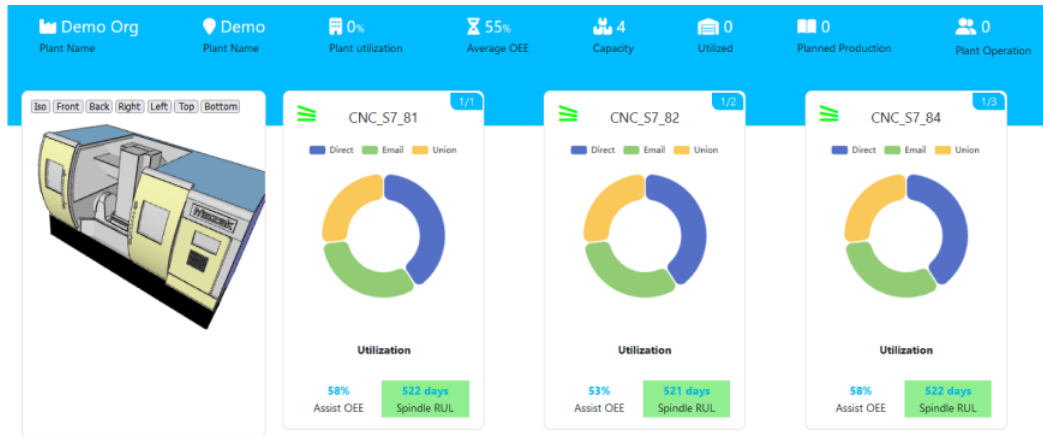 Demo Org
Plant Name
Demo
Plant Name
0%
Plant utilization
55%
Average OEE
4
Capacity
0
Utilized
0
Planned Production
0
Plant Operation
Iso Front Back Right Left Top Bottom
1/1
CNC_S7_81
Direct Email Union
Utilization
58%
Assist OEE
522 days
Spindle RUL
1/2
CNC_S7_82
Direct Email Union
Utilization
53%
Assist OEE
521 days
Spindle RUL
1/3
CNC_S7_84
Direct Email Union
Utilization
58%
Assist OEE
522 days
Spindle RUL